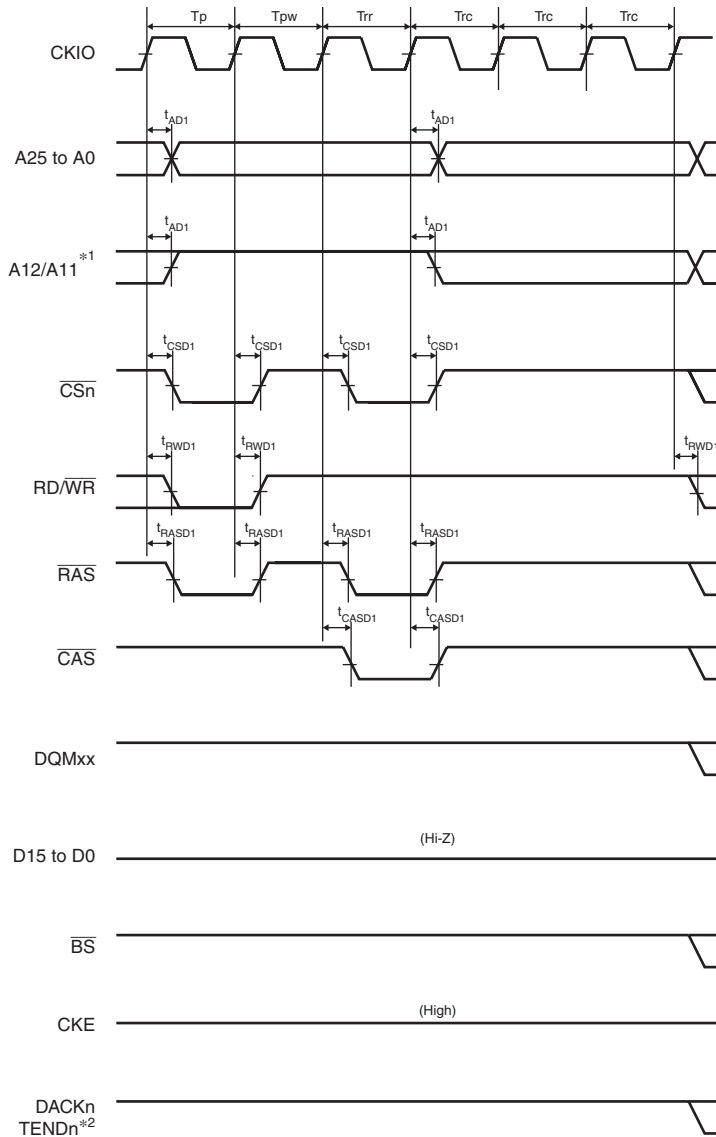 Tp Tpw Trr Trc Trc Trc
CKIO
tAD1 tAD1
A25 to A0
tAD1 tAD1
A12/A11*1
tCSD1 tCSD1 tCSD1 tCSD1
CSn
tRWD1 tRWD1 tRWD1
RD/WR
tRASD1 tRASD1 tRASD1 tRASD1
RAS
tCASD1 tCASD1
CAS
DQMxx
(Hi-Z)
D15 to D0
BS
(High)
CKE
DACKn
TENDn*2